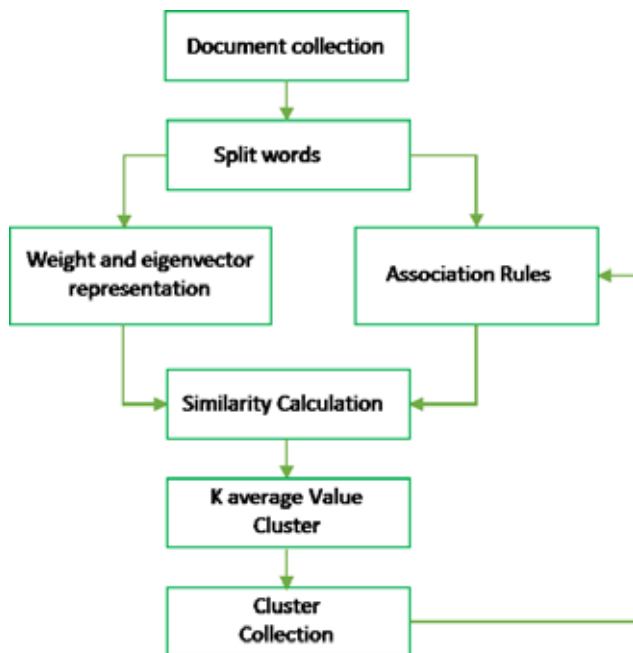 Document collection
Split words
Weight and eigenvector
representation
Association Rules
Similarity Calculation
K average Value
Cluster
Cluster
Collection